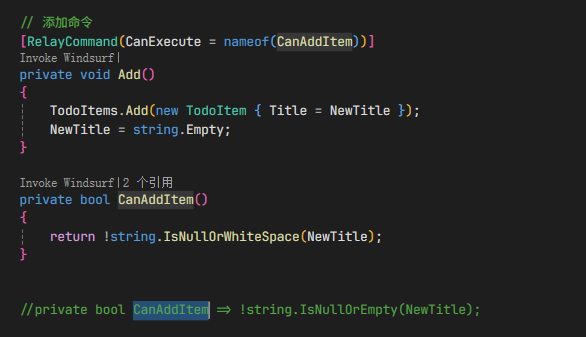 // 添加命令
[RelayCommand(CanExecute = nameof(CanAddItem))]
Invoke Windsurf|
private void Add()
{
    TodoItems.Add(new TodoItem { Title = NewTitle });
    NewTitle = string.Empty;
}
Invoke Windsurf|2 个引用
private bool CanAddItem()
{
    return !string.IsNullOrWhiteSpace(NewTitle);
}
//private bool CanAddItem => !string.IsNullOrEmpty(NewTitle);